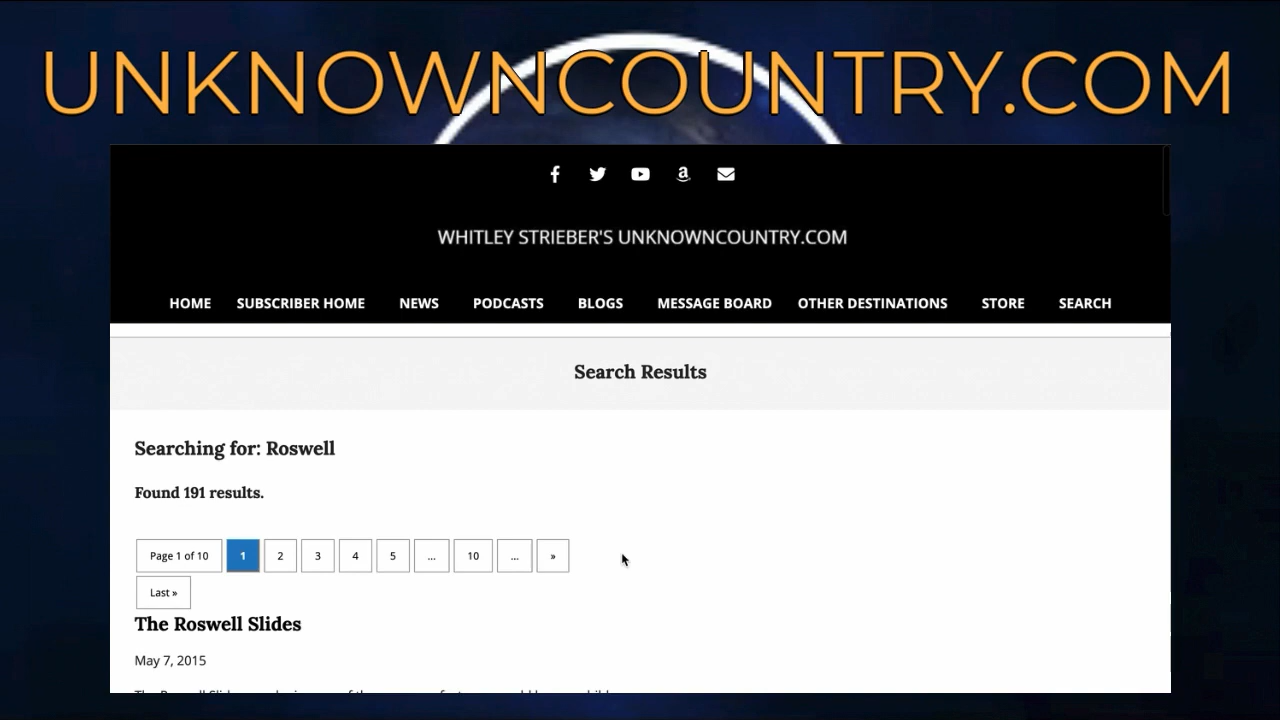 UNKNOWNCOUNTRY.COM
WHITLEY STRIEBER'S UNKNOWNCOUNTRY.COM
HOME SUBSCRIBER HOME NEWS PODCASTS BLOGS MESSAGE BOARD OTHER DESTINATIONS STORE SEARCH
Search Results
Searching for: Roswell
Found 191 results.
Page 1 of 10 1 2 3 4 5 ... 10 ... »
Last »
The Roswell Slides
May 7, 2015